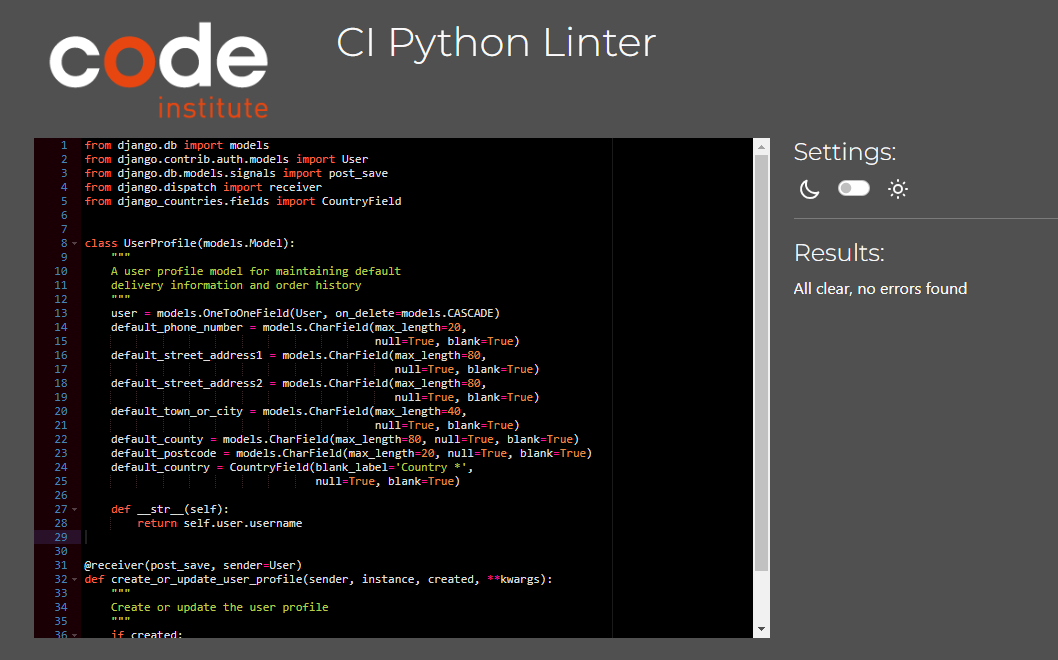 code
institute
CI Python Linter
1 from django.db import models
2 from django.contrib.auth.models import User
3 from django.db.models.signals import post_save
4 from django.dispatch import receiver
5 from django_countries.fields import CountryField
6
7
8 class UserProfile(models.Model):
9     """
10     A user profile model for maintaining default
11     delivery information and order history
12     """
13     user = models.OneToOneField(User, on_delete=models.CASCADE)
14     default_phone_number = models.CharField(max_length=20,
15                                             null=True, blank=True)
16     default_street_address1 = models.CharField(max_length=80,
17                                                null=True, blank=True)
18     default_street_address2 = models.CharField(max_length=80,
19                                                null=True, blank=True)
20     default_town_or_city = models.CharField(max_length=40,
21                                             null=True, blank=True)
22     default_county = models.CharField(max_length=80, null=True, blank=True)
23     default_postcode = models.CharField(max_length=20, null=True, blank=True)
24     default_country = CountryField(blank_label='Country *',
25                                    null=True, blank=True)
26
27     def __str__(self):
28         return self.user.username
29
30
31 @receiver(post_save, sender=User)
32 def create_or_update_user_profile(sender, instance, created, **kwargs):
33     """
34     Create or update the user profile
35     """
36     if created:
Settings:
Results:
All clear, no errors found